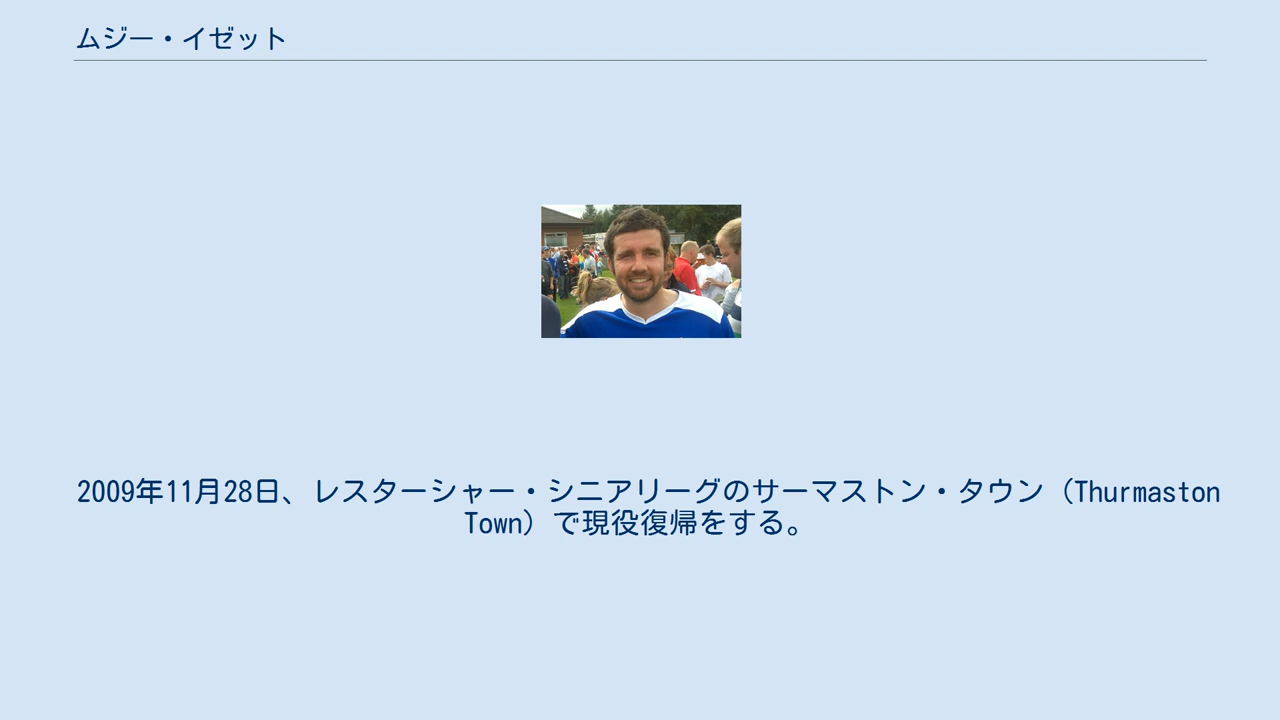 ムジー・イゼット
2009年11月28日、レスターシャー・シニアリーグのサーマストン・タウン（Thurmaston
Town）で現役復帰をする。